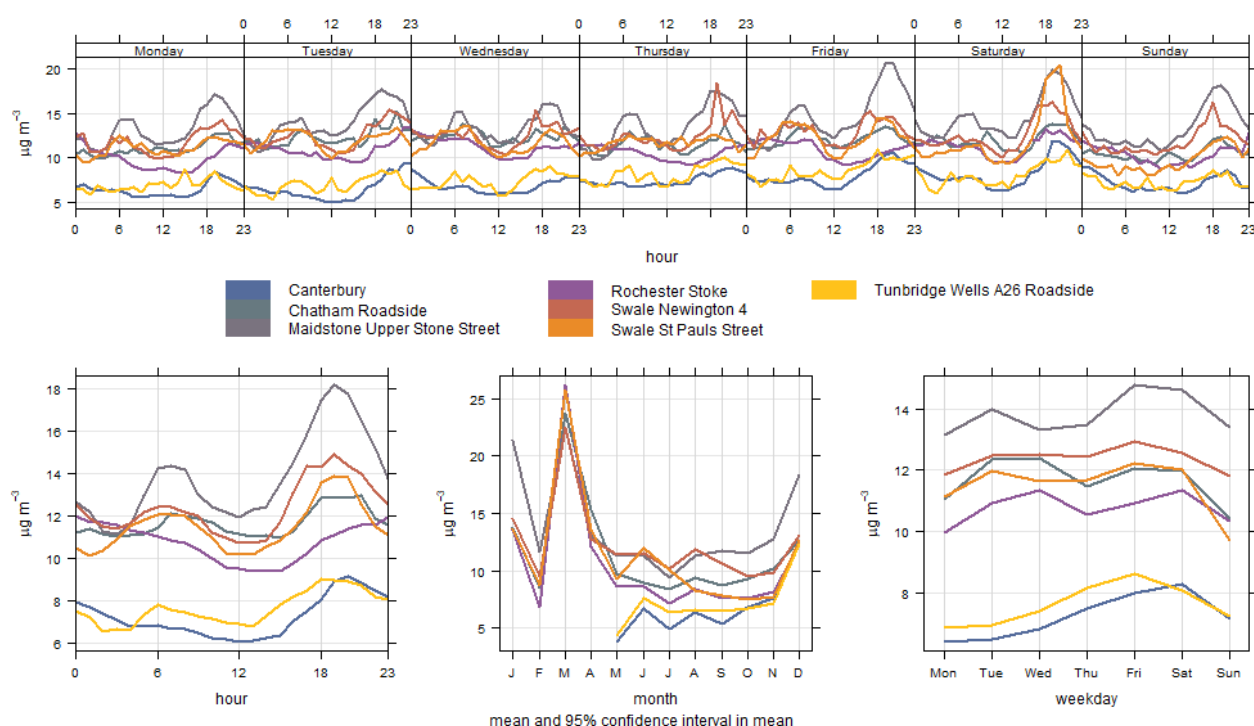 0 6 12 18 23 0 6 12 18 23 0 6 12 18 23
Monday Tuesday Wednesday Thursday Friday Saturday Sunday
20
15
10
5
μg m⁻³
0 6 12 18 23 0 6 12 18 23 0 6 12 18 23 0 6 12 18 23
hour
Canterbury
Chatham Roadside
Maidstone Upper Stone Street
Rochester Stoke
Swale Newington 4
Swale St Pauls Street
Tunbridge Wells A26 Roadside
18
16
14
12
10
8
6
μg m⁻³
0 6 12 18 23
hour
25
20
15
10
5
μg m⁻³
J F M A M J J A S O N D
month
14
12
10
8
μg m⁻³
Mon Tue Wed Thu Fri Sat Sun
weekday
mean and 95% confidence interval in mean